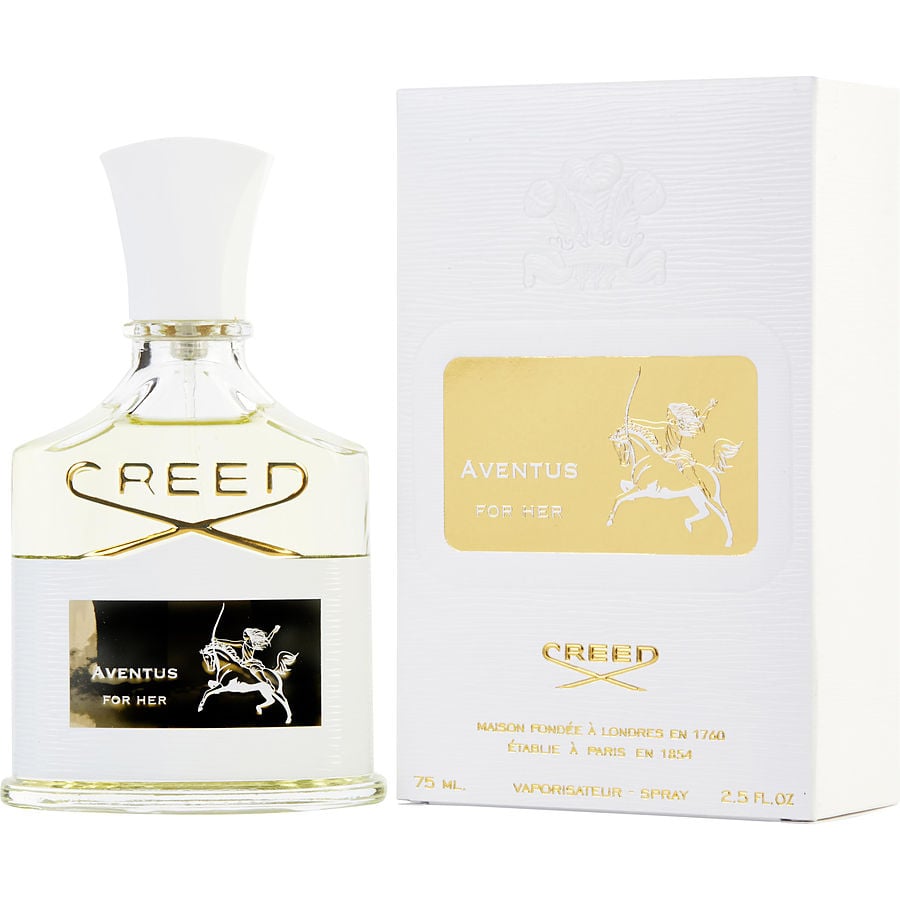 CREED
AVENTUS
FOR HER
AVENTUS
FOR HER
CREED
MAISON FONDÉE À LONDRES EN 1760
ÉTABLIE À PARIS EN 1854
75 ML. VAPORISATEUR - SPRAY 2.5 FL.OZ